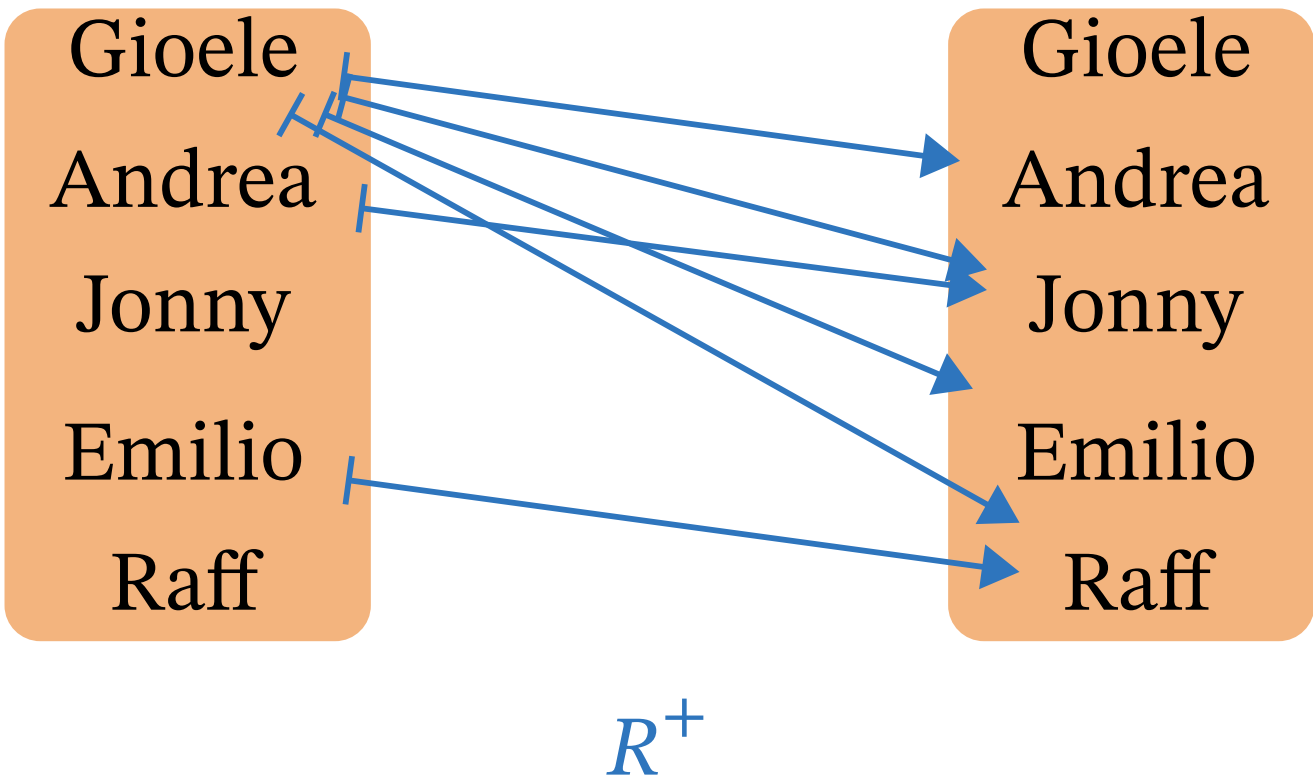 Gioele Gioele
Andrea Andrea
Jonny Jonny
Emilio Emilio
Raff Raff
R⁺